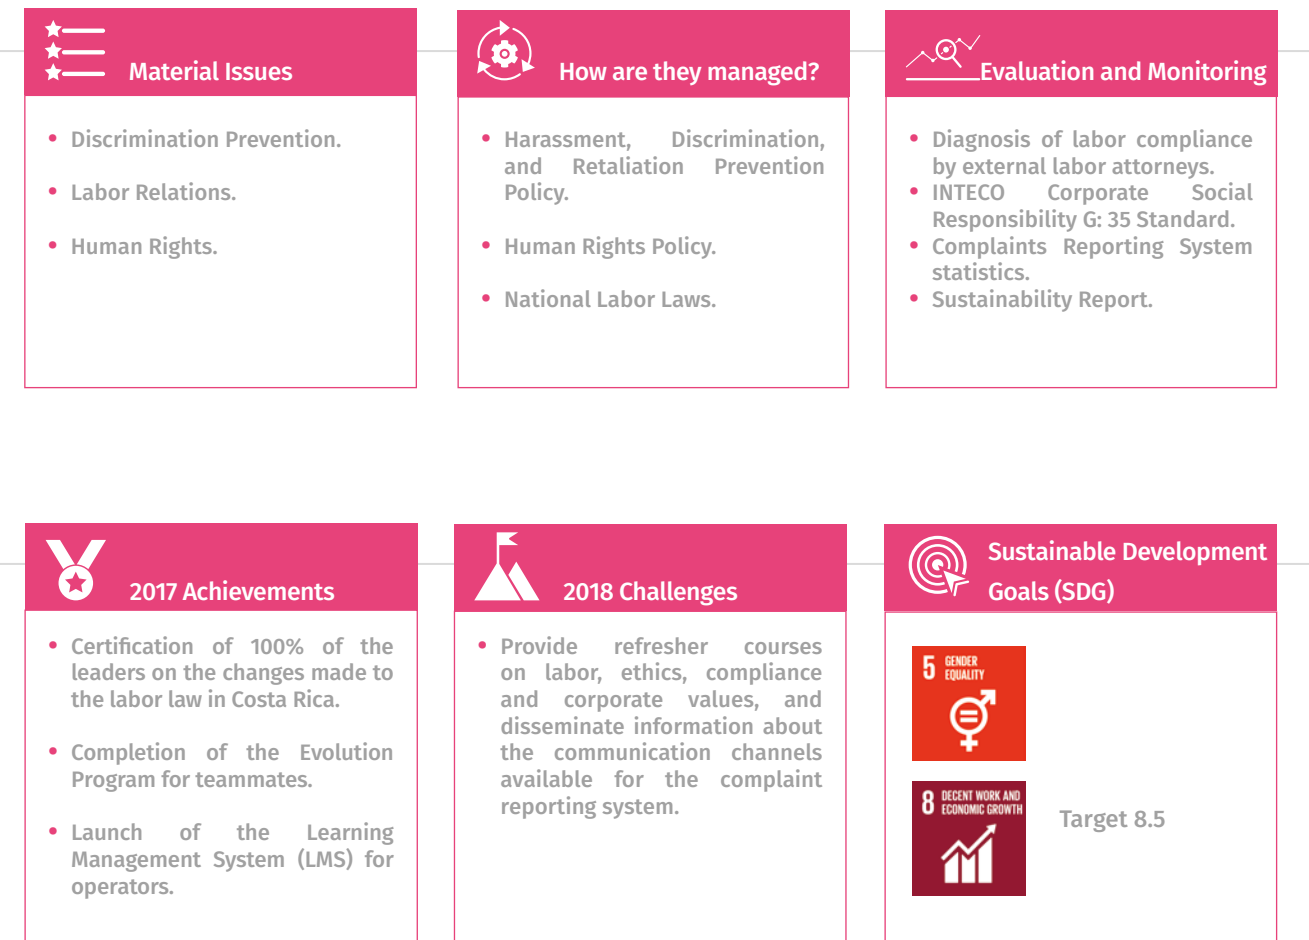 Material Issues
• Discrimination Prevention.
• Labor Relations.
• Human Rights.
How are they managed?
• Harassment, Discrimination,
and Retaliation Prevention
Policy.
• Human Rights Policy.
• National Labor Laws.
Evaluation and Monitoring
• Diagnosis of labor compliance
by external labor attorneys.
• INTECO Corporate Social
Responsibility G: 35 Standard.
• Complaints Reporting System
statistics.
• Sustainability Report.
2017 Achievements
• Certification of 100% of the
leaders on the changes made to
the labor law in Costa Rica.
• Completion of the Evolution
Program for teammates.
• Launch of the Learning
Management System (LMS) for
operators.
2018 Challenges
• Provide refresher courses
on labor, ethics, compliance
and corporate values, and
disseminate information about
the communication channels
available for the complaint
reporting system.
Sustainable Development
Goals (SDG)
5 GENDER
EQUALITY
8 DECENT WORK AND
ECONOMIC GROWTH
Target 8.5